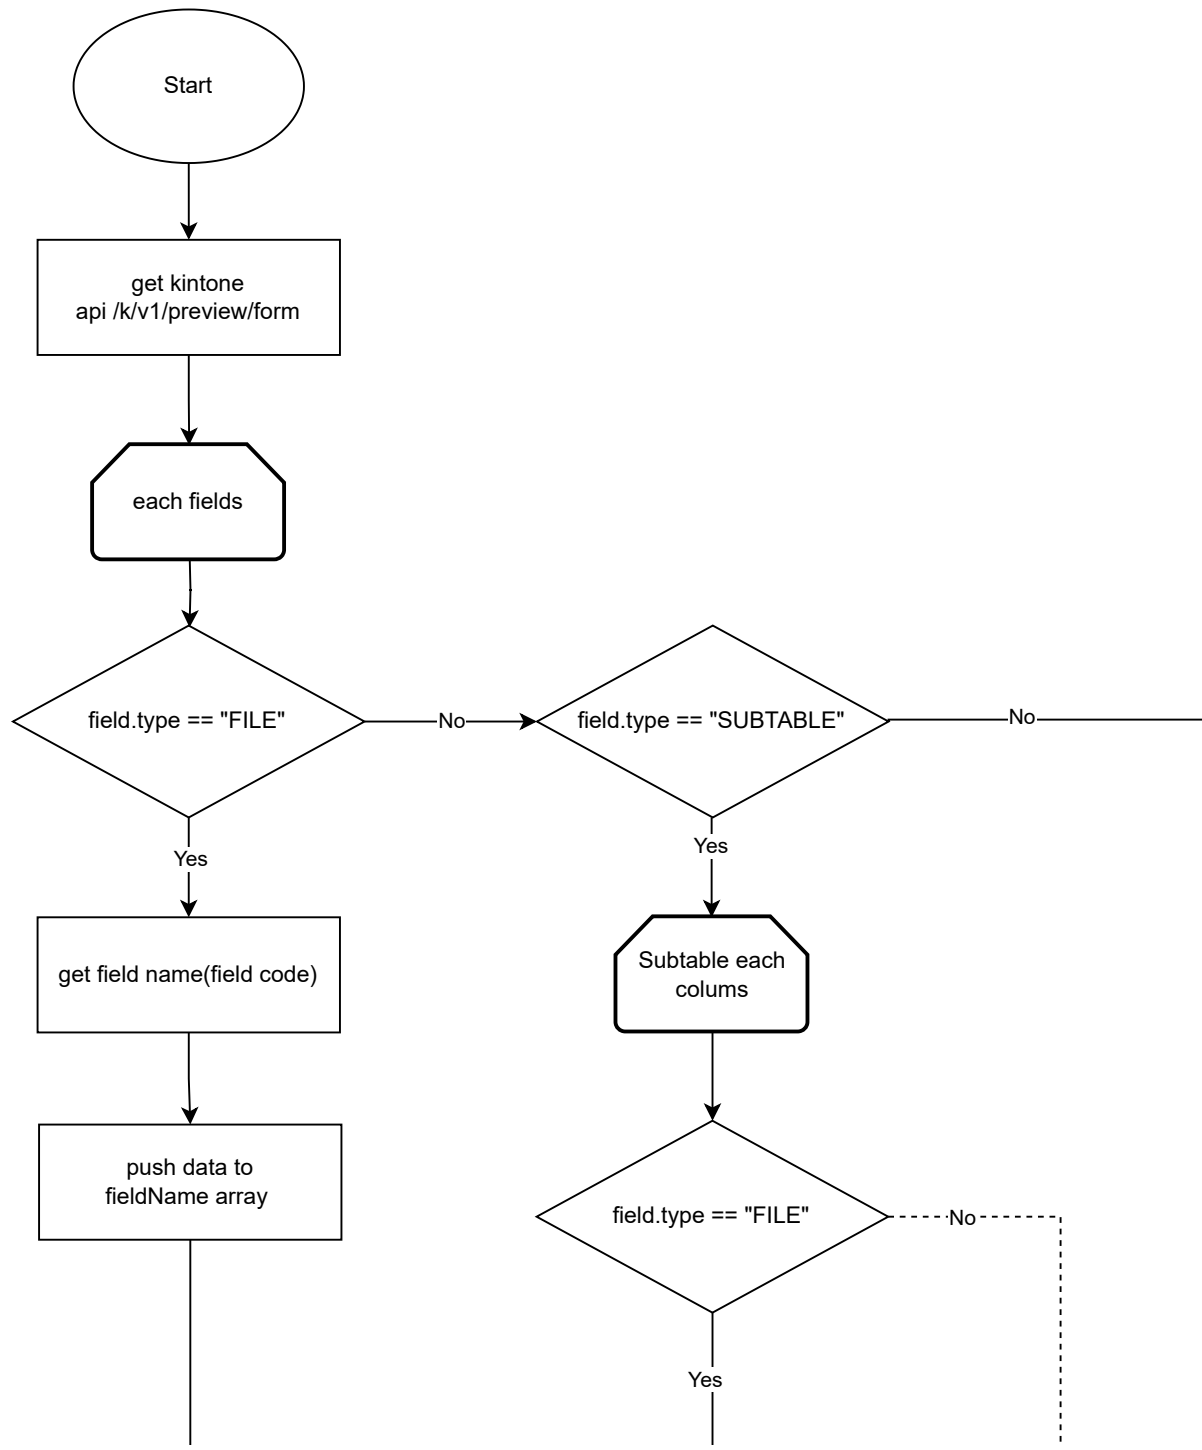 Start
get kintone
api /k/v1/preview/form
each fields
field.type == "FILE"
No
field.type == "SUBTABLE"
No
Yes
Yes
get field name(field code)
Subtable each
colums
push data to
fieldName array
field.type == "FILE"
No
Yes